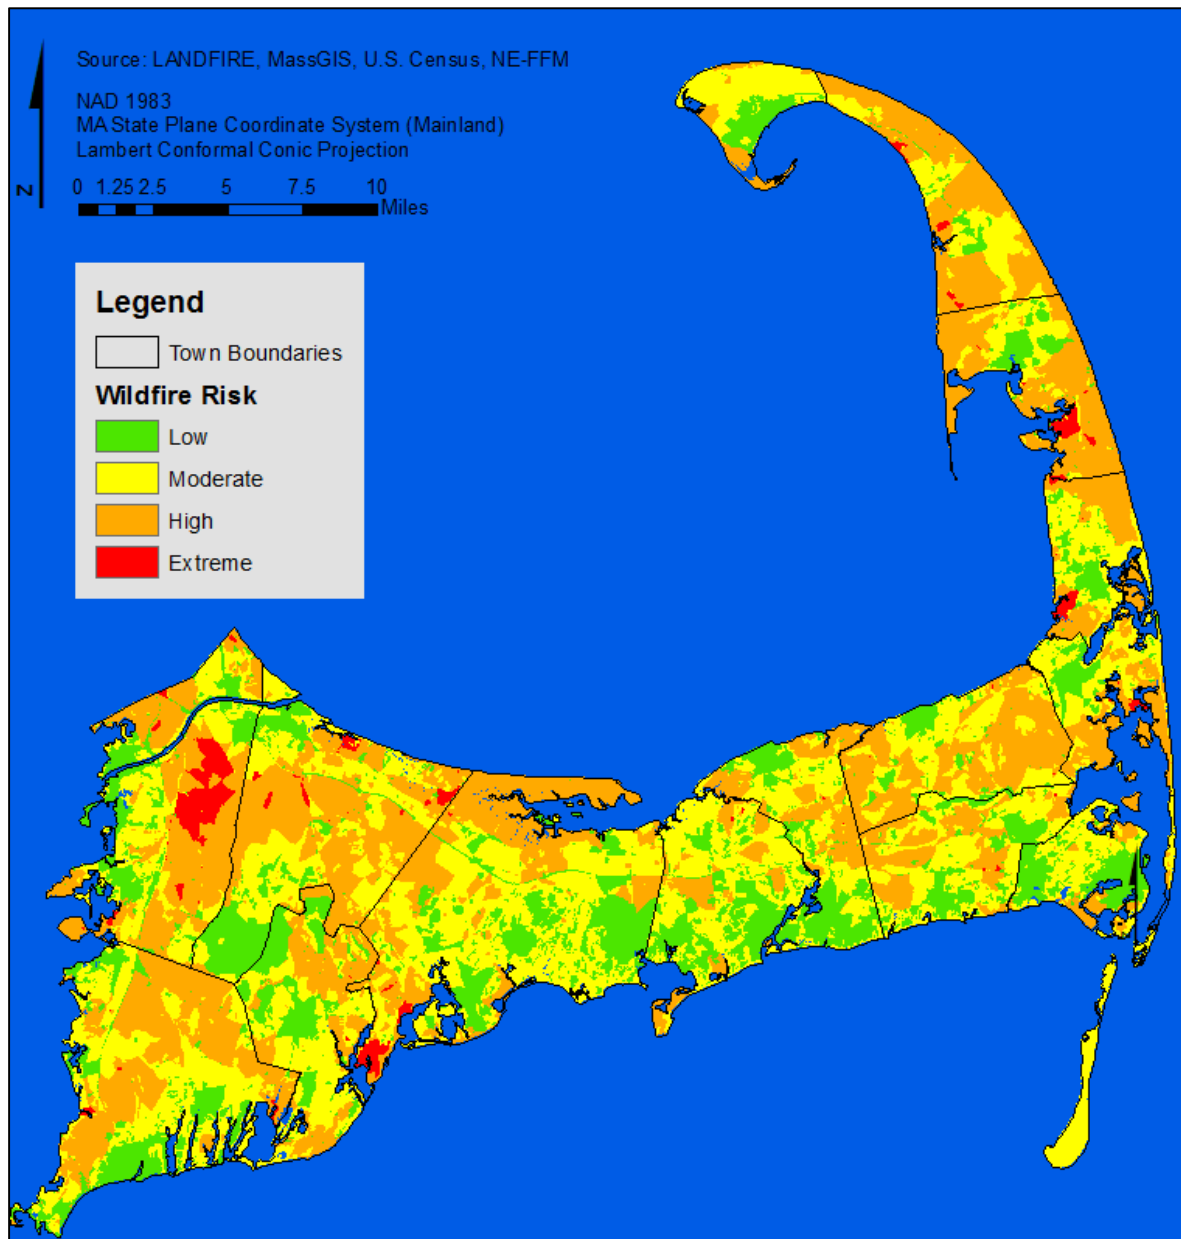 Source: LANDFIRE, MassGIS, U.S. Census, NE-FFM
NAD 1983
MA State Plane Coordinate System (Mainland)
Lambert Conformal Conic Projection
N
0 1.25 2.5 5 7.5 10
Miles
Legend
Town Boundaries
Wildfire Risk
Low
Moderate
High
Extreme